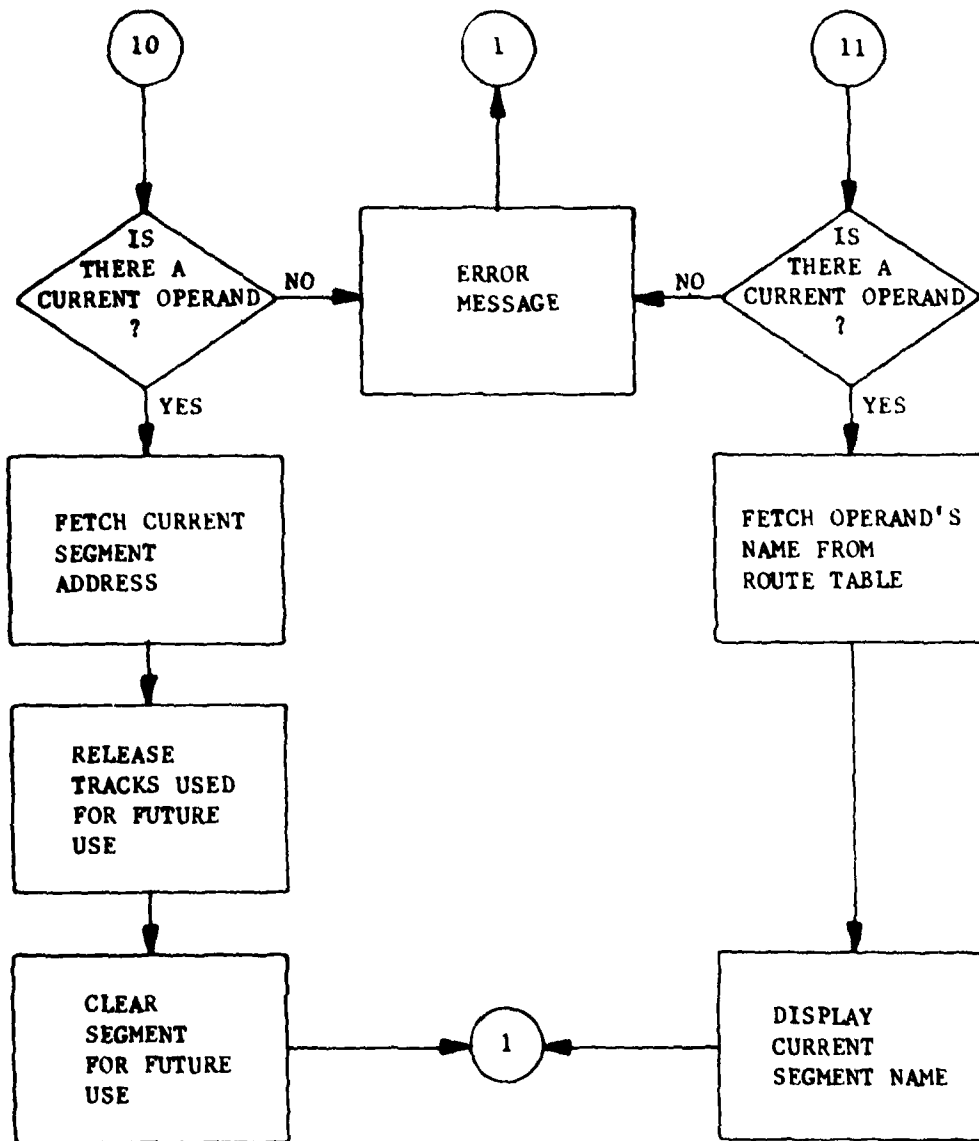 10
1
11
IS
THERE A
CURRENT OPERAND
?
NO
ERROR
MESSAGE
NO
IS
THERE A
CURRENT OPERAND
?
YES
YES
FETCH CURRENT
SEGMENT
ADDRESS
FETCH OPERAND'S
NAME FROM
ROUTE TABLE
RELEASE
TRACKS USED
FOR FUTURE
USE
CLEAR
SEGMENT
FOR FUTURE
USE
1
DISPLAY
CURRENT
SEGMENT NAME